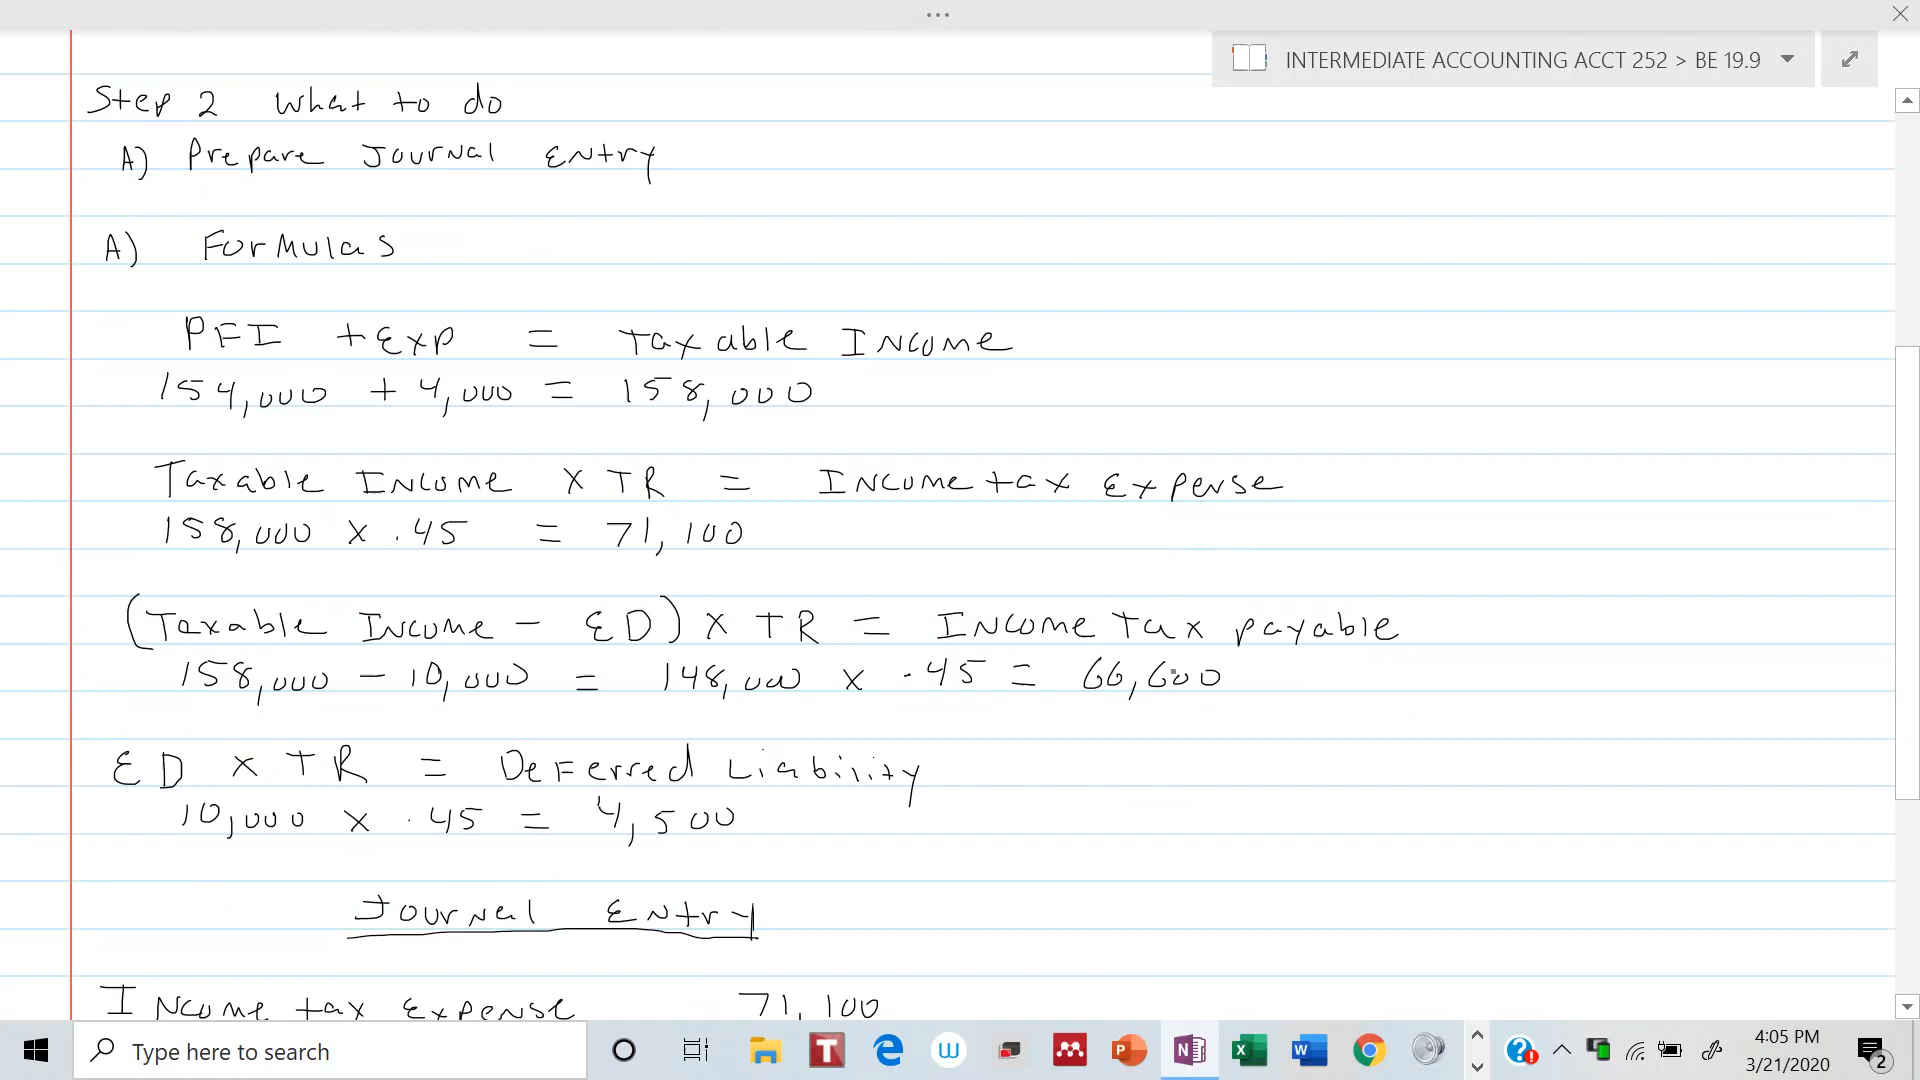 ...
INTERMEDIATE ACCOUNTING ACCT 252 > BE 19.9
Step 2 What to do
A) Prepare Journal Entry
A) Formulas
PFI + Exp = Taxable Income
154,000 + 4,000 = 158,000
Taxable Income x TR = Income tax Expense
158,000 x .45 = 71,100
(Taxable Income - ED) x TR = Income Tax payable
158,000 - 10,000 = 148,000 x .45 = 66,600
ED x TR = Deferred Liability
10,000 x .45 = 4,500
Journal Entry
Income tax expense 71,100
Type here to search
4:05 PM
3/21/2020
2